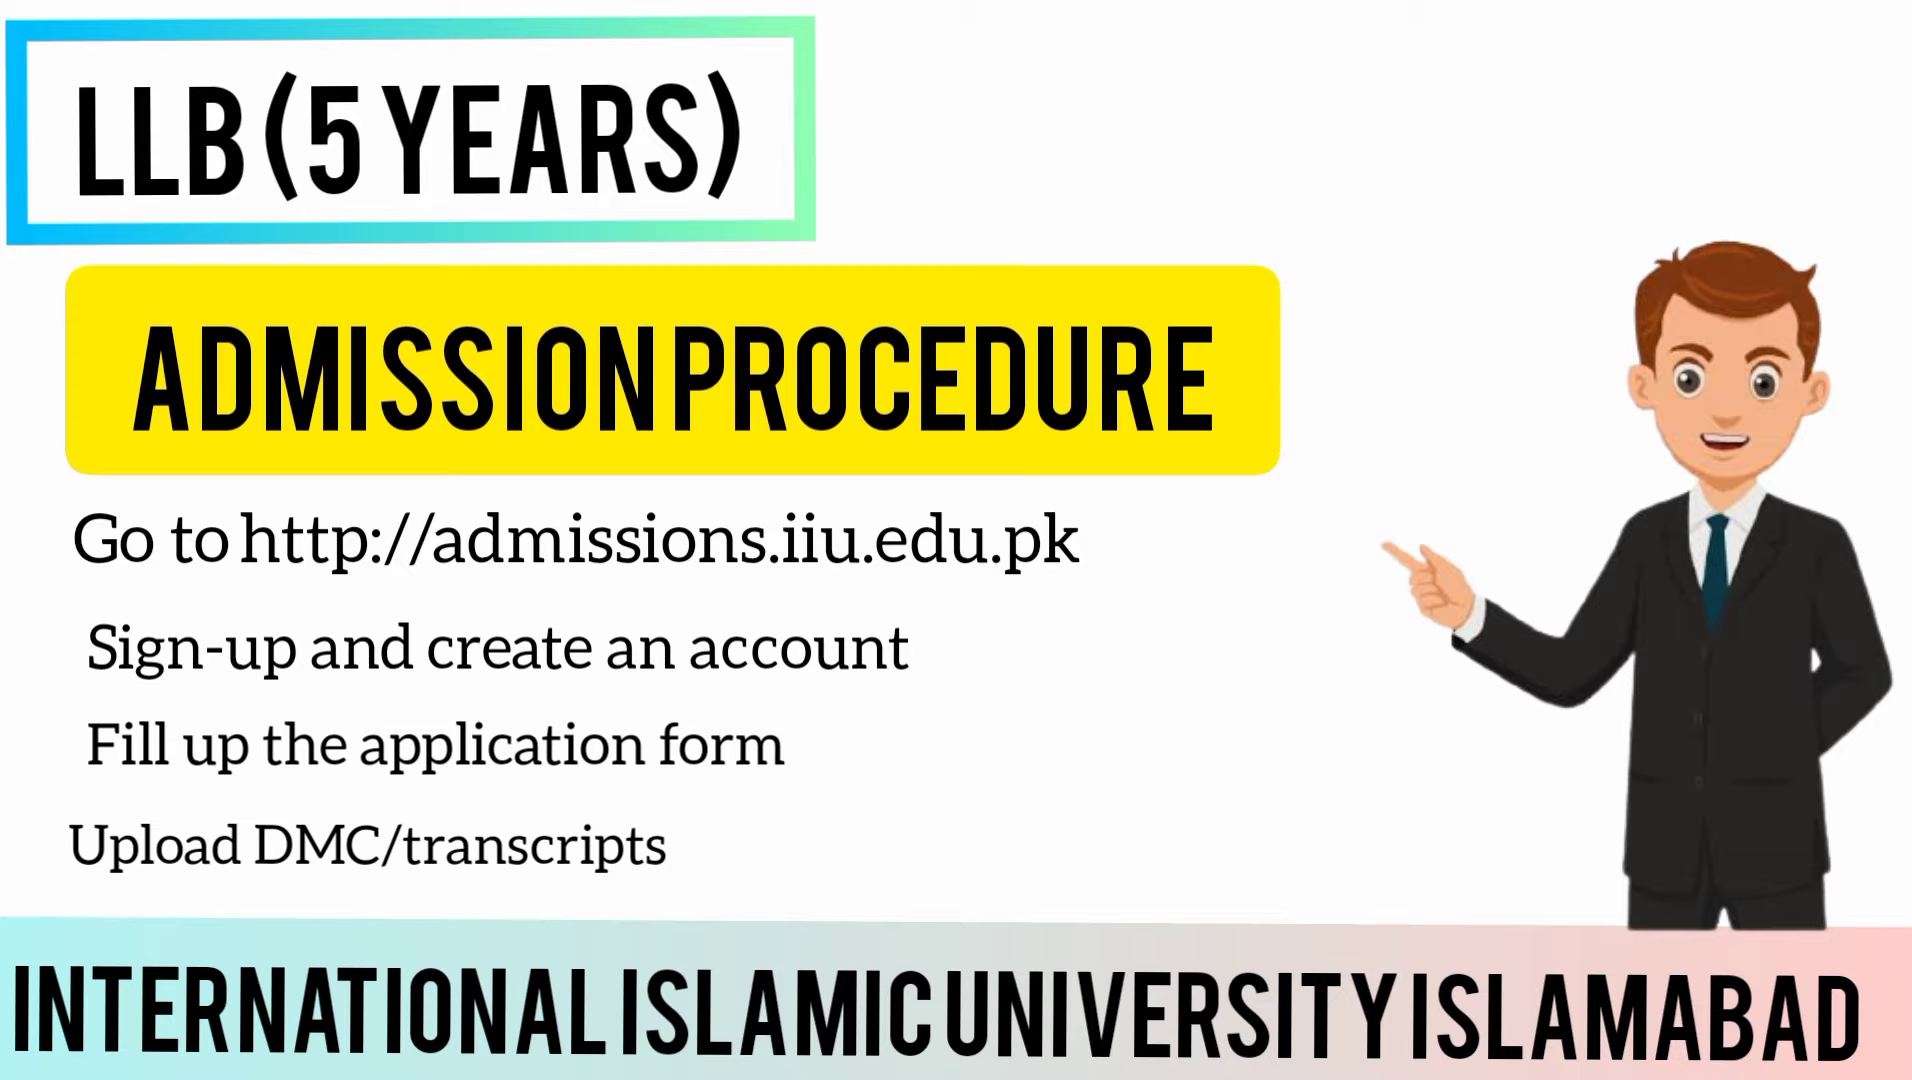 LLB (5 YEARS)
ADMISSION PROCEDURE
Go to http://admissions.iiu.edu.pk
Sign-up and create an account
Fill up the application form
Upload DMC/transcripts
INTERNATIONAL ISLAMIC UNIVERSITY ISLAMABAD